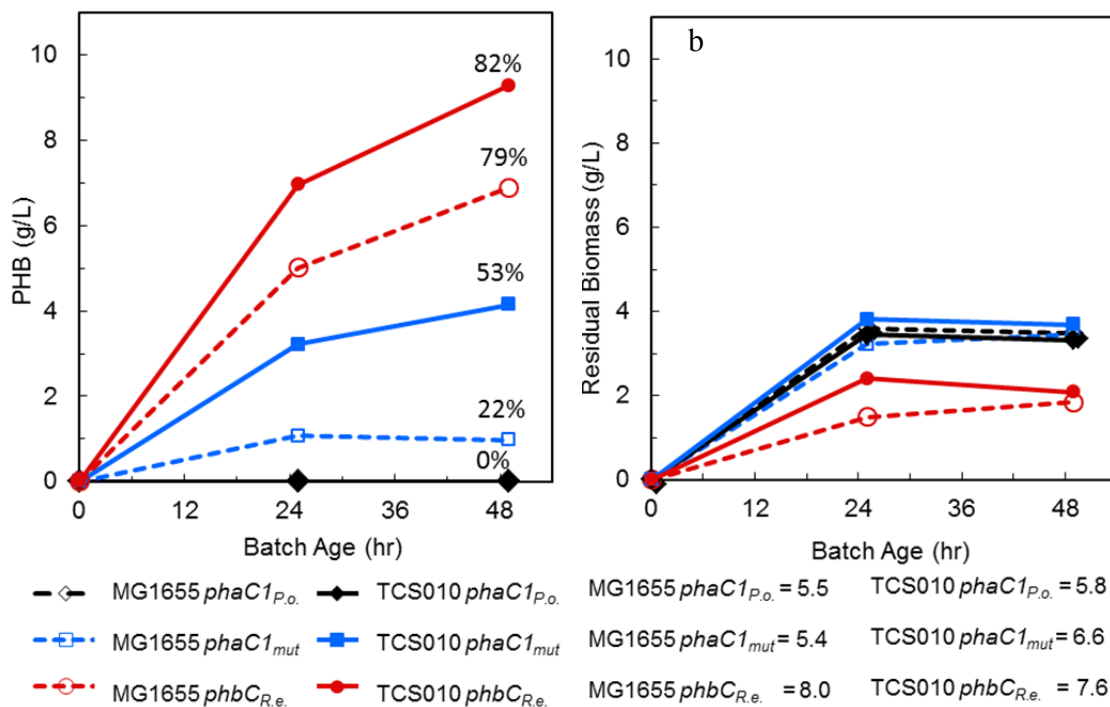 10
8
6
4
2
0
PHB (g/L)
82%
79%
53%
22%
0%
0 12 24 36 48
Batch Age (hr)
b
10
8
6
4
2
0
Residual Biomass (g/L)
0 12 24 36 48
Batch Age (hr)
MG1655 phaC1P.o. TCS010 phaC1P.o.
MG1655 phaC1mut TCS010 phaC1mut
MG1655 phbCR.e. TCS010 phbCR.e.
MG1655 phaC1P.o. = 5.5 TCS010 phaC1P.o. = 5.8
MG1655 phaC1mut = 5.4 TCS010 phaC1mut = 6.6
MG1655 phbCR.e. = 8.0 TCS010 phbCR.e. = 7.6